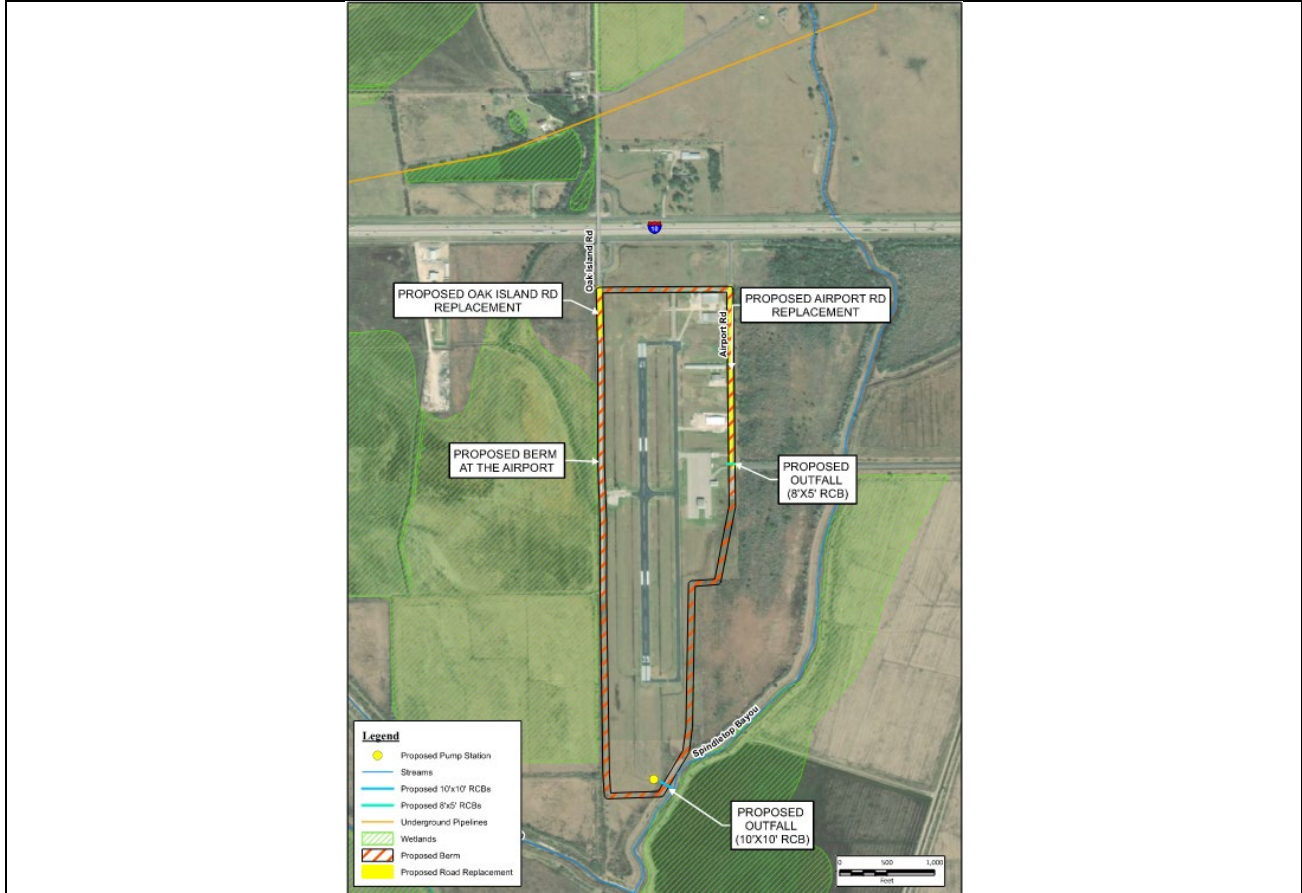 10
Oak Island Rd
PROPOSED OAK ISLAND RD
REPLACEMENT
PROPOSED AIRPORT RD
REPLACEMENT
Airport Rd
PROPOSED BERM
AT THE AIRPORT
PROPOSED
OUTFALL
(8'X5' RCB)
Spindletop Bayou
PROPOSED
OUTFALL
(10'X10' RCB)
Legend
Proposed Pump Station
Streams
Proposed 10'x10' RCBs
Proposed 8'x5' RCBs
Underground Pipelines
Wetlands
Proposed Berm
Proposed Road Replacement
0 500 1,000
Feet